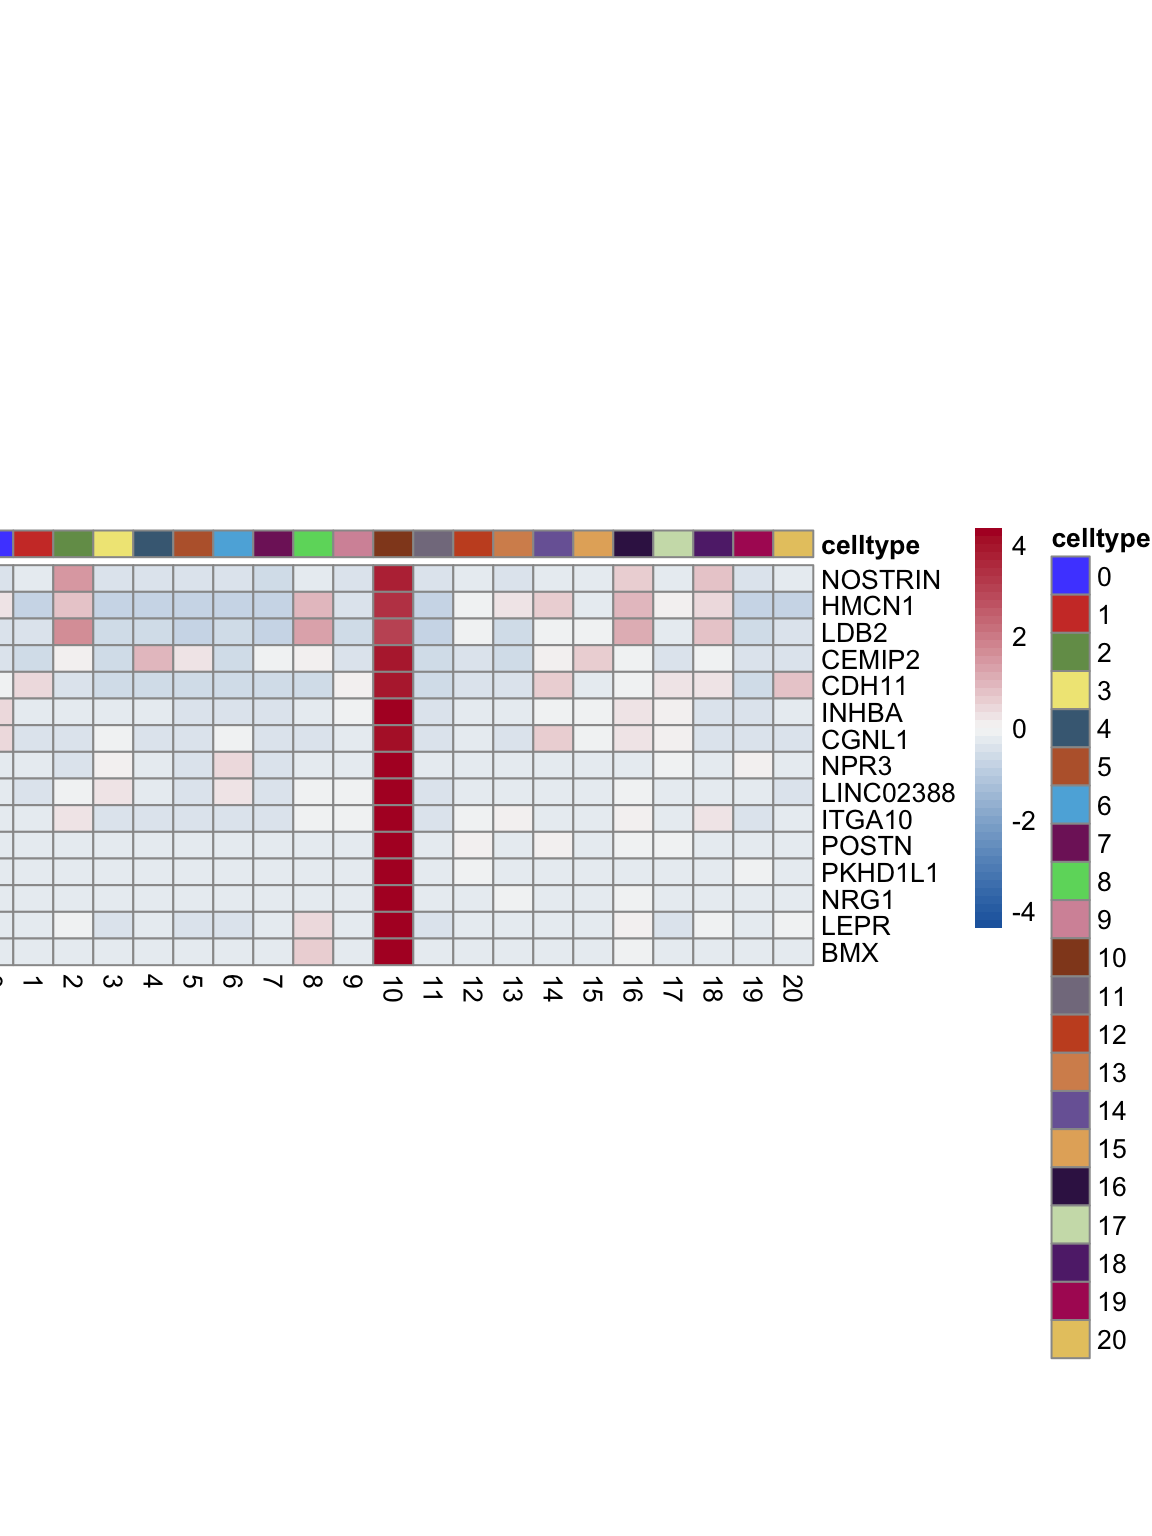 celltype
NOSTRIN
HMCN1
LDB2
CEMIP2
CDH11
INHBA
CGNL1
NPR3
LINC02388
ITGA10
POSTN
PKHD1L1
NRG1
LEPR
BMX
1 2 3 4 5 6 7 8 9 10 11 12 13 14 15 16 17 18 19 20
4
2
0
-2
-4
celltype
0
1
2
3
4
5
6
7
8
9
10
11
12
13
14
15
16
17
18
19
20